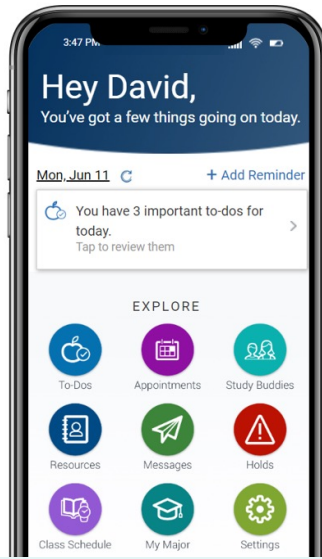 3:47 PM
Hey David,
You've got a few things going on today.
Mon, Jun 11
+ Add Reminder
You have 3 important to-dos for
today.
Tap to review them
EXPLORE
To-Dos
Appointments
Study Buddies
Resources
Messages
Holds
Class Schedule
My Major
Settings